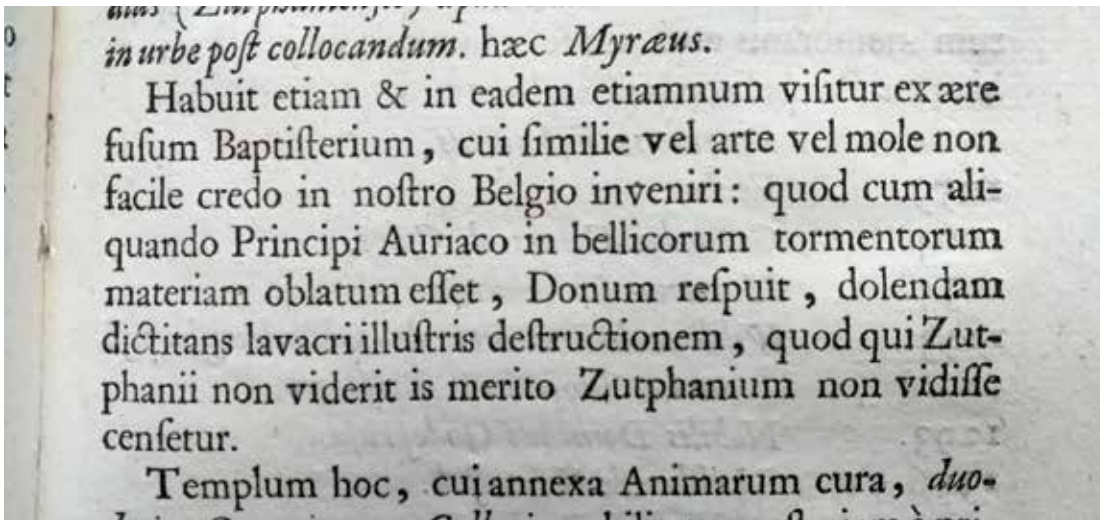 in urbe poſt collocandum. hæc Myræus.
Habuit etiam & in eadem etiamnum viſitur ex ære
fuſum Baptiſterium, cui ſimilie vel arte vel mole non
facile credo in noſtro Belgio inveniri: quod cum ali-
quando Principi Auriaco in bellicorum tormentorum
materiam oblatum eſſet, Donum reſpuit, dolendam
dictitans lavacri illuſtris deſtructionem, quod qui Zut-
phanii non viderit is merito Zutphanium non vidiſſe
cenſetur.
Templum hoc, cui annexa Animarum cura, duo-